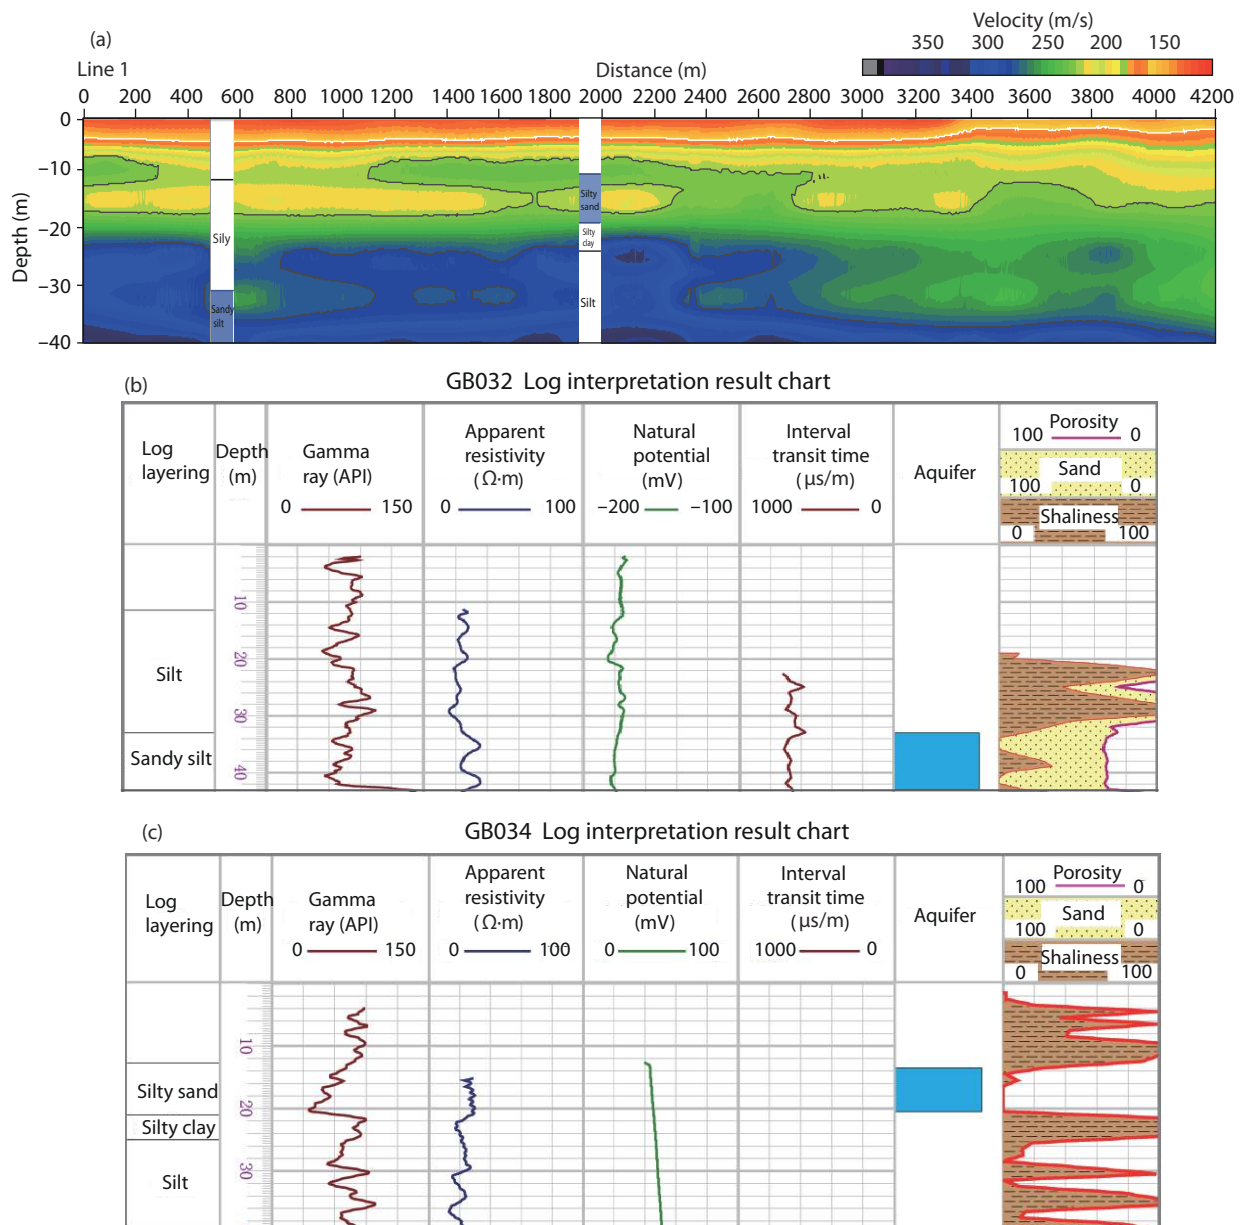 (a)
Velocity (m/s)
350 300 250 200 150
Line 1
Distance (m)
0 200 400 600 800 1000 1200 1400 1600 1800 2000 2200 2400 2600 2800 3000 3200 3400 3600 3800 4000 4200
Depth (m)
0
−10
−20
−30
−40
Sily
Sandy
silt
Silty
sand
Silty
clay
Silt
(b)
GB032 Log interpretation result chart
Log
layering
Depth
(m)
Gamma
ray (API)
0 150
Apparent
resistivity
(Ω·m)
0 100
Natural
potential
(mV)
−200 −100
Interval
transit time
(μs/m)
1000 0
Aquifer
Porosity
100 0
Sand
100 0
Shaliness
0 100
10
20
30
40
Silt
Sandy silt
(c)
GB034 Log interpretation result chart
Log
layering
Depth
(m)
Gamma
ray (API)
0 150
Apparent
resistivity
(Ω·m)
0 100
Natural
potential
(mV)
0 100
Interval
transit time
(μs/m)
1000 0
Aquifer
Porosity
100 0
Sand
100 0
Shaliness
0 100
10
20
30
Silty sand
Silty clay
Silt